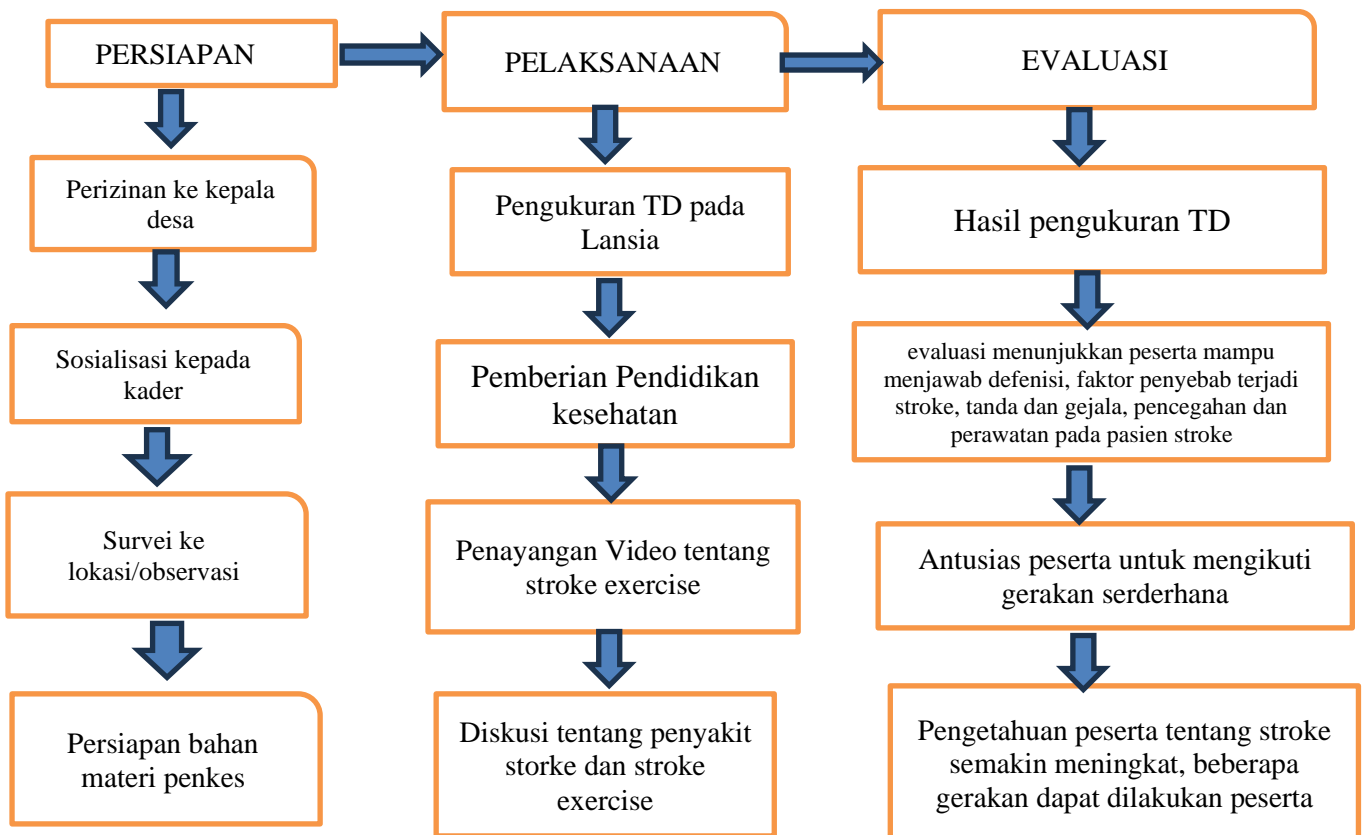 PERSIAPAN
PELAKSANAAN
EVALUASI
Perizinan ke kepala
desa
Sosialisasi kepada
kader
Survei ke
lokasi/observasi
Persiapan bahan
materi penkes
Pengukuran TD pada
Lansia
Pemberian Pendidikan
kesehatan
Penayangan Video tentang
stroke exercise
Diskusi tentang penyakit
storke dan stroke
exercise
Hasil pengukuran TD
evaluasi menunjukkan peserta mampu
menjawab defenisi, faktor penyebab terjadi
stroke, tanda dan gejala, pencegahan dan
perawatan pada pasien stroke
Antusias peserta untuk mengikuti
gerakan serderhana
Pengetahuan peserta tentang stroke
semakin meningkat, beberapa
gerakan dapat dilakukan peserta